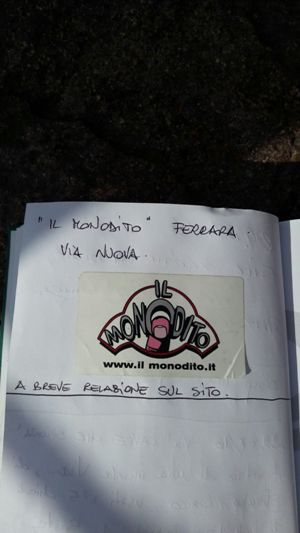 "IL MONODITO" FERRARA.
VIA NUOVA.
IL
MONODITO
www.il monodito.it
A BREVE RELAZIONE SUL SITO.